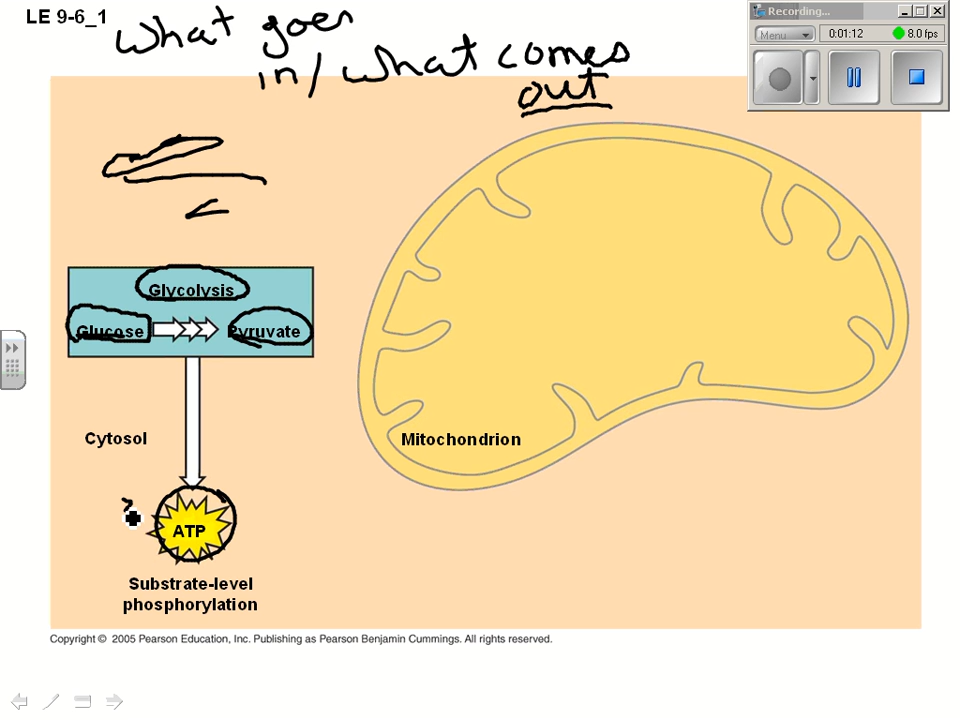 LE 9-6_1
What goes
in/ what comes
out
Recording...
Menu
0:01:12
8.0 fps
Glycolysis
Glucose
Pyruvate
Cytosol
Mitochondrion
ATP
Substrate-level
phosphorylation
Copyright © 2005 Pearson Education, Inc. Publishing as Pearson Benjamin Cummings. All rights reserved.